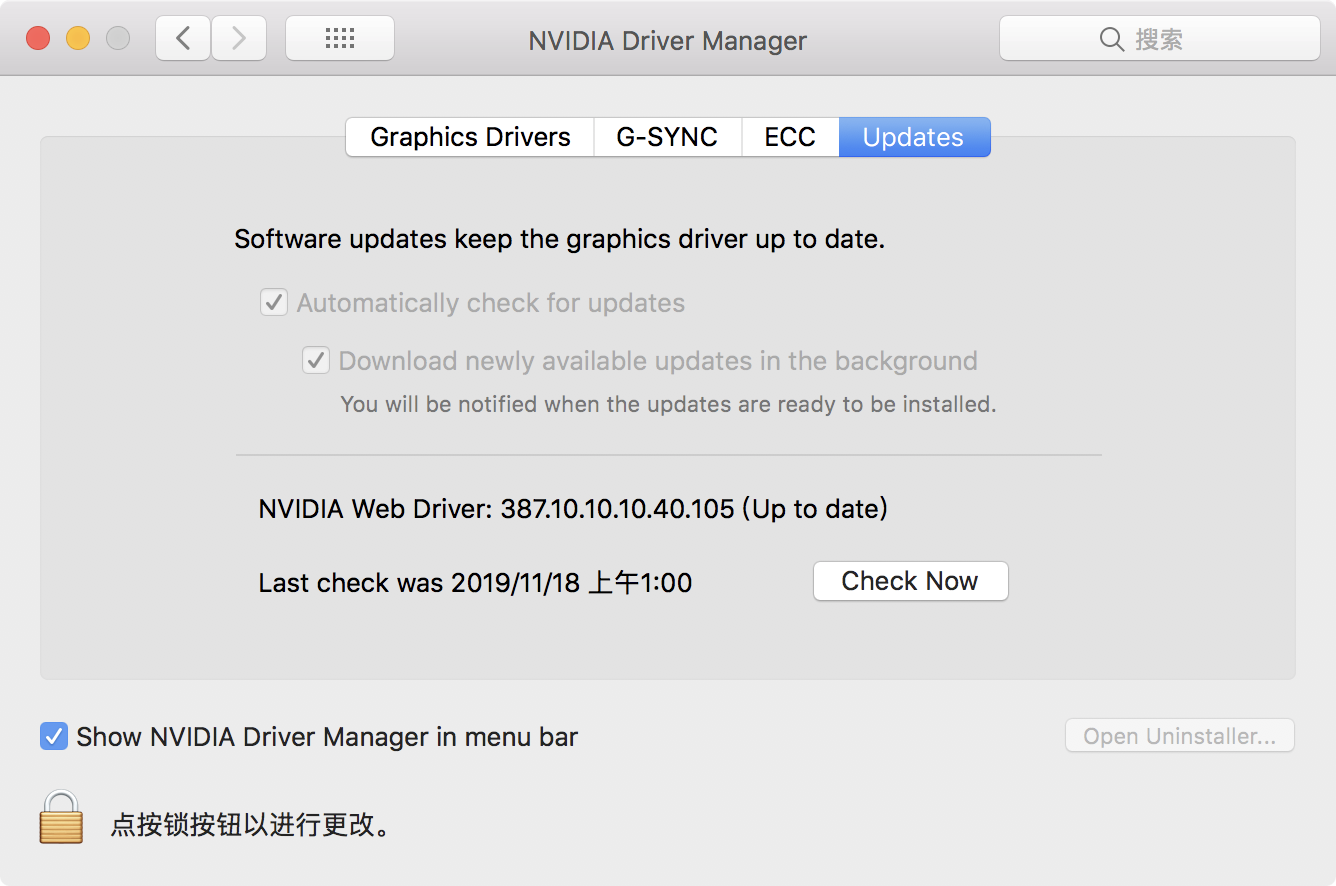 NVIDIA Driver Manager
搜索
Graphics Drivers
G-SYNC
ECC
Updates
Software updates keep the graphics driver up to date.
Automatically check for updates
Download newly available updates in the background
You will be notified when the updates are ready to be installed.
NVIDIA Web Driver: 387.10.10.10.40.105 (Up to date)
Last check was 2019/11/18 上午1:00
Check Now
Show NVIDIA Driver Manager in menu bar
Open Uninstaller...
点按锁按钮以进行更改。